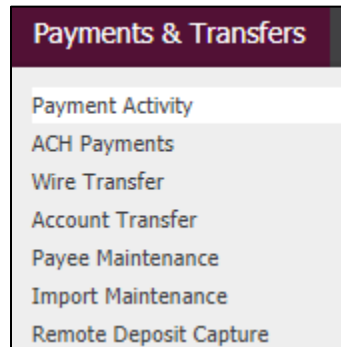 Payments & Transfers
Payment Activity
ACH Payments
Wire Transfer
Account Transfer
Payee Maintenance
Import Maintenance
Remote Deposit Capture